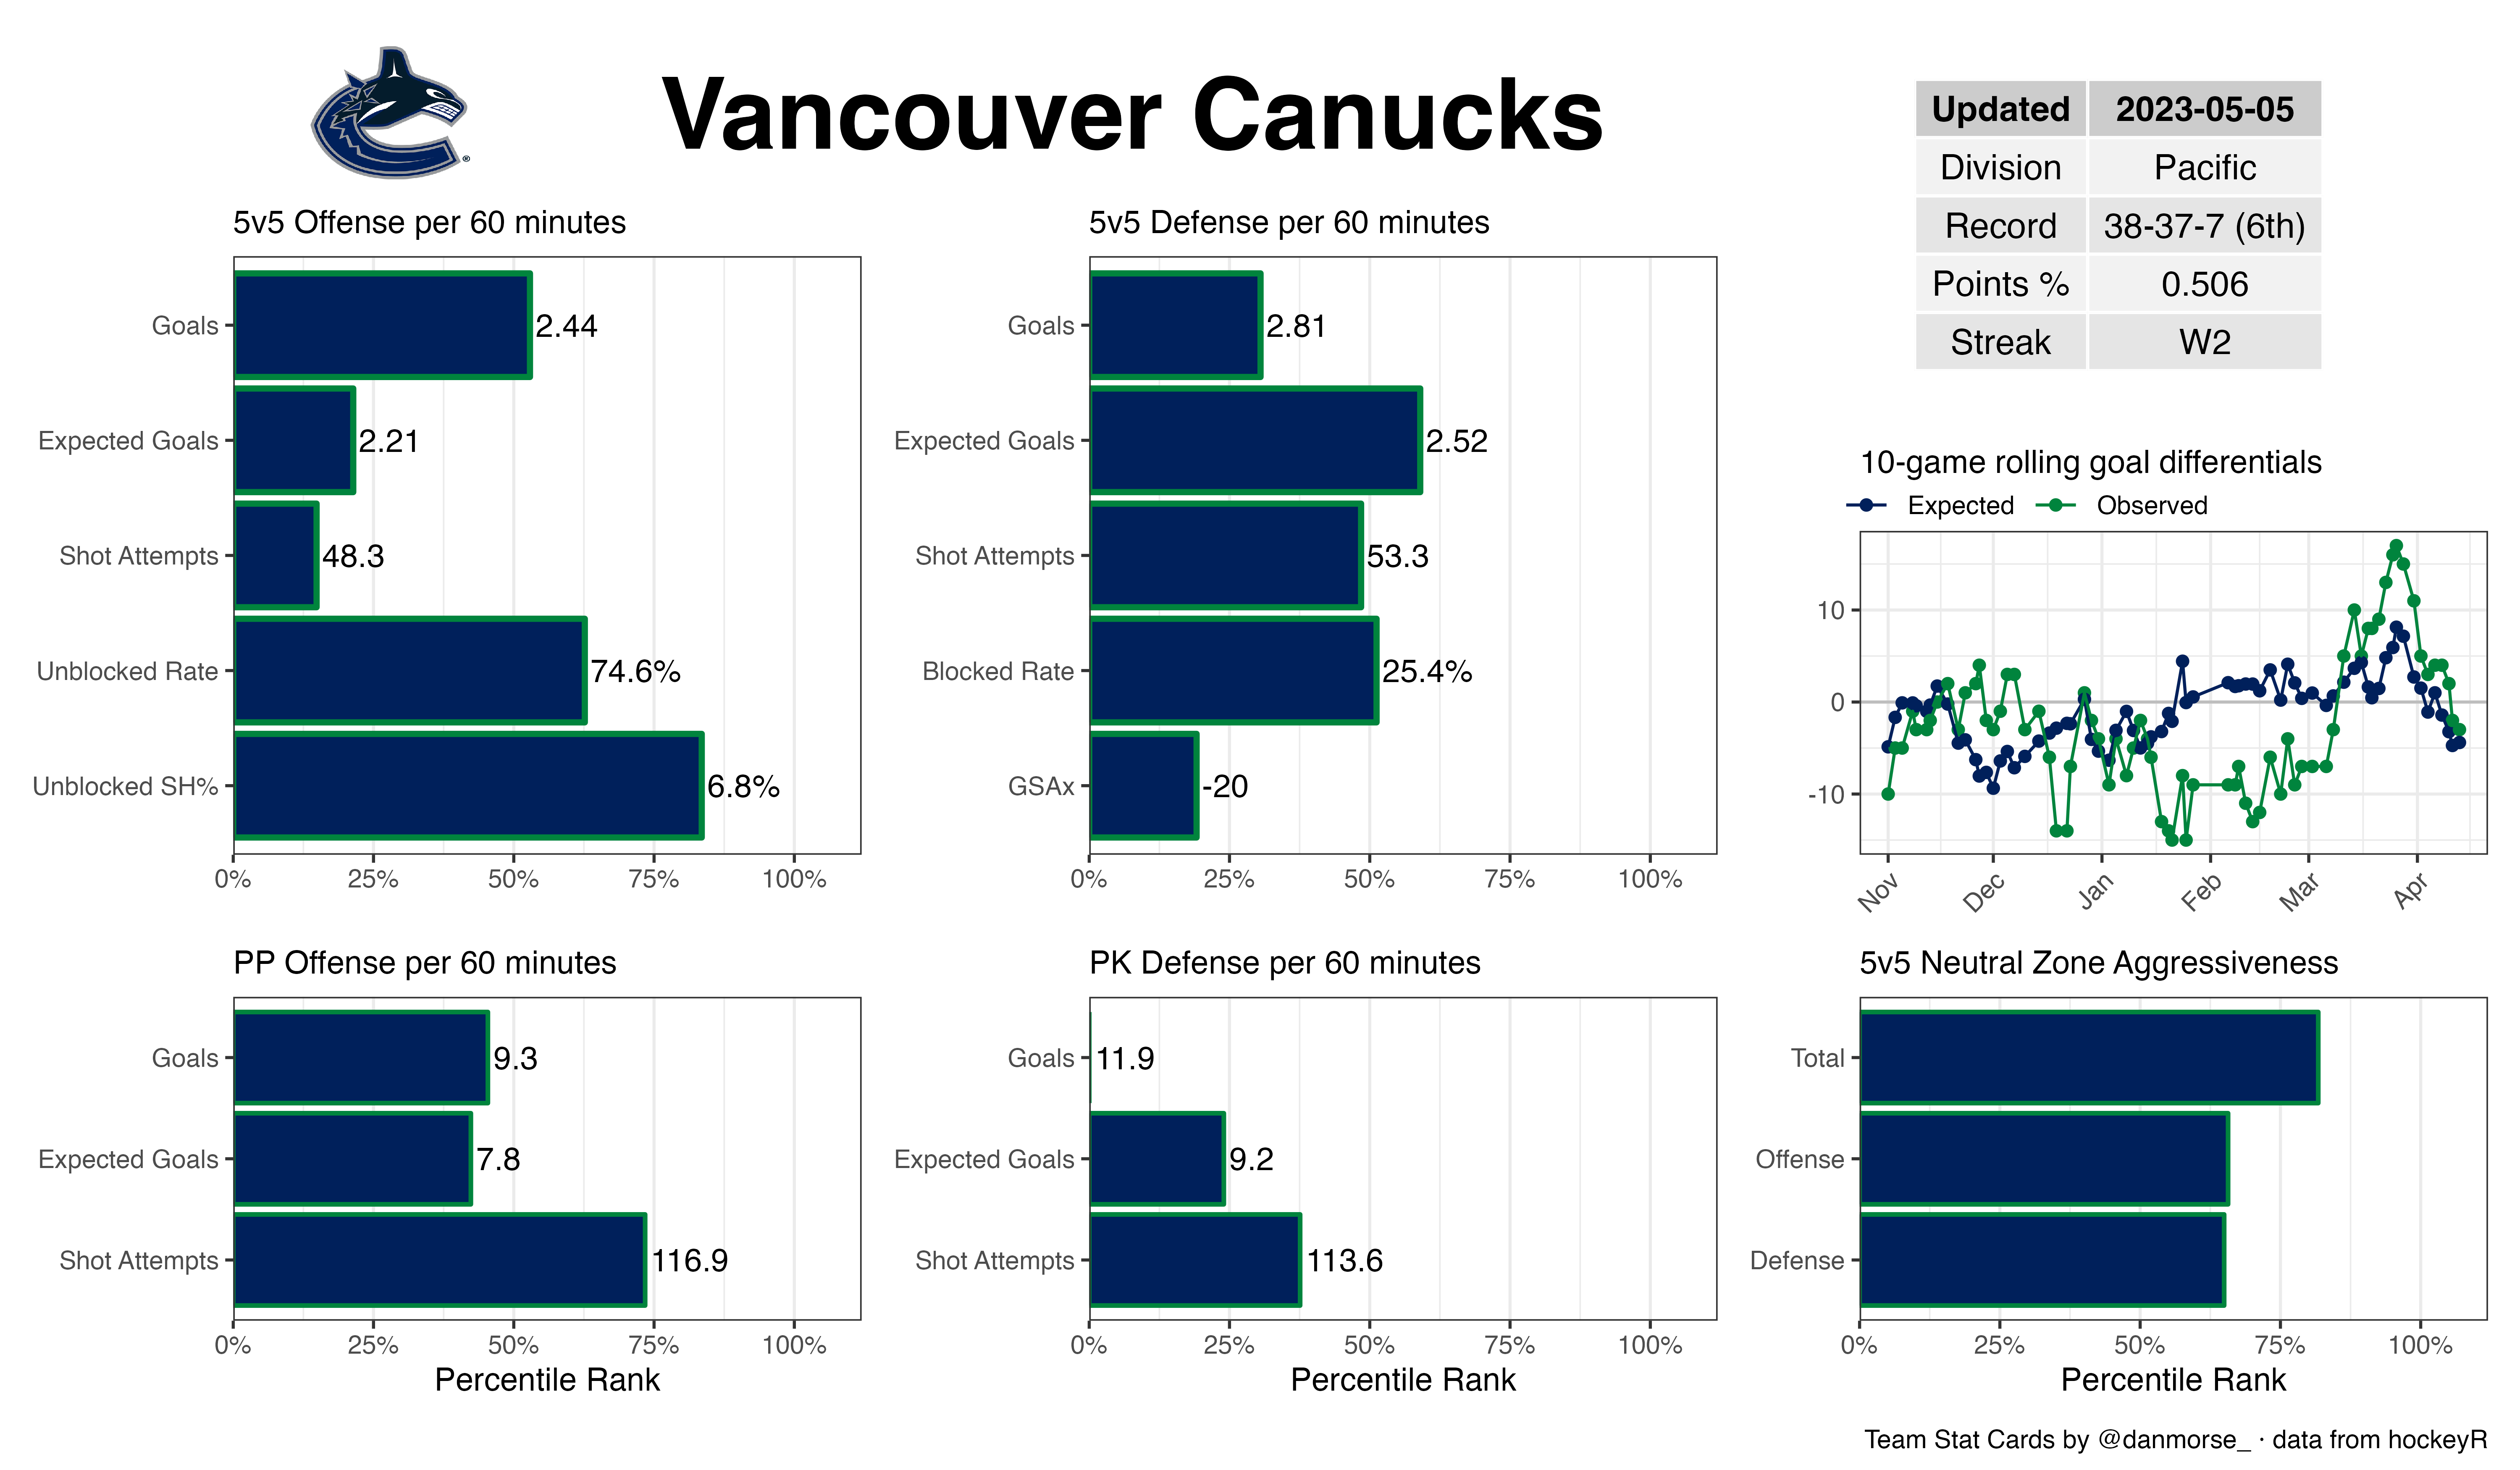 Vancouver Canucks
Updated 2023-05-05
Division Pacific
Record 38-37-7 (6th)
Points % 0.506
Streak W2
5v5 Offense per 60 minutes
Goals 2.44
Expected Goals 2.21
Shot Attempts 48.3
Unblocked Rate 74.6%
Unblocked SH% 6.8%
0% 25% 50% 75% 100%
5v5 Defense per 60 minutes
Goals 2.81
Expected Goals 2.52
Shot Attempts 53.3
Blocked Rate 25.4%
GSAx -20
0% 25% 50% 75% 100%
10-game rolling goal differentials
Expected Observed
10
0
-10
Nov Dec Jan Feb Mar Apr
PP Offense per 60 minutes
Goals 9.3
Expected Goals 7.8
Shot Attempts 116.9
0% 25% 50% 75% 100%
Percentile Rank
PK Defense per 60 minutes
Goals 11.9
Expected Goals 9.2
Shot Attempts 113.6
0% 25% 50% 75% 100%
Percentile Rank
5v5 Neutral Zone Aggressiveness
Total
Offense
Defense
0% 25% 50% 75% 100%
Percentile Rank
Team Stat Cards by @danmorse_ · data from hockeyR